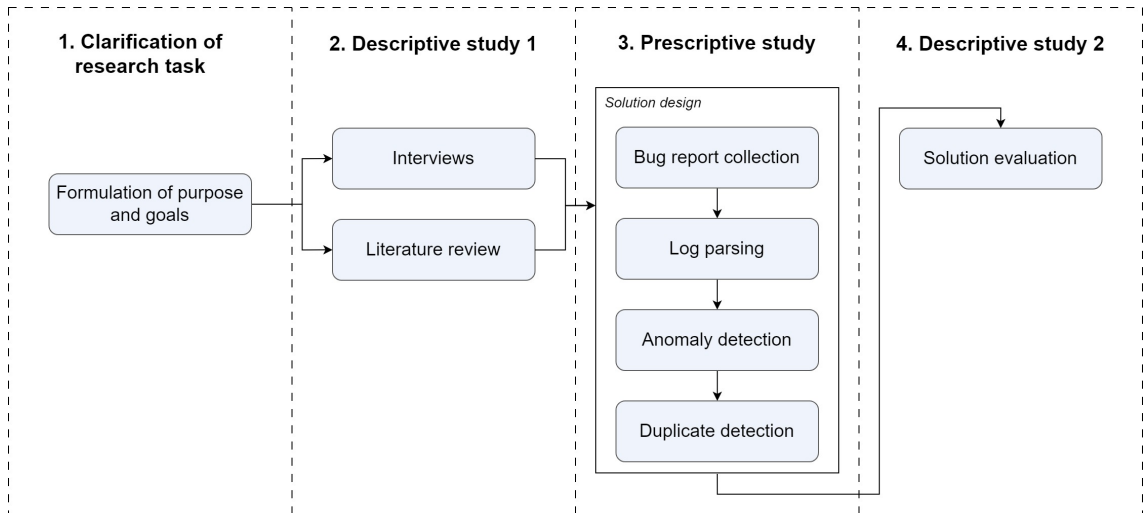 1. Clarification of
research task
Formulation of purpose
and goals
2. Descriptive study 1
Interviews
Literature review
3. Prescriptive study
Solution design
Bug report collection
Log parsing
Anomaly detection
Duplicate detection
4. Descriptive study 2
Solution evaluation